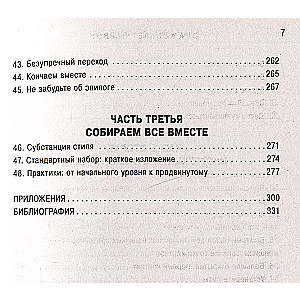 7
43. Безупречный переход 262
44. Кончаем вместе 265
45. Не забудьте об эпилоге 267
ЧАСТЬ ТРЕТЬЯ
СОБИРАЕМ ВСЕ ВМЕСТЕ
46. Субстанция стиля 271
47. Стандартный набор: краткое изложение 274
48. Практики: от начального уровня к продвинутому 277
ПРИЛОЖЕНИЯ 300
БИБЛИОГРАФИЯ 331